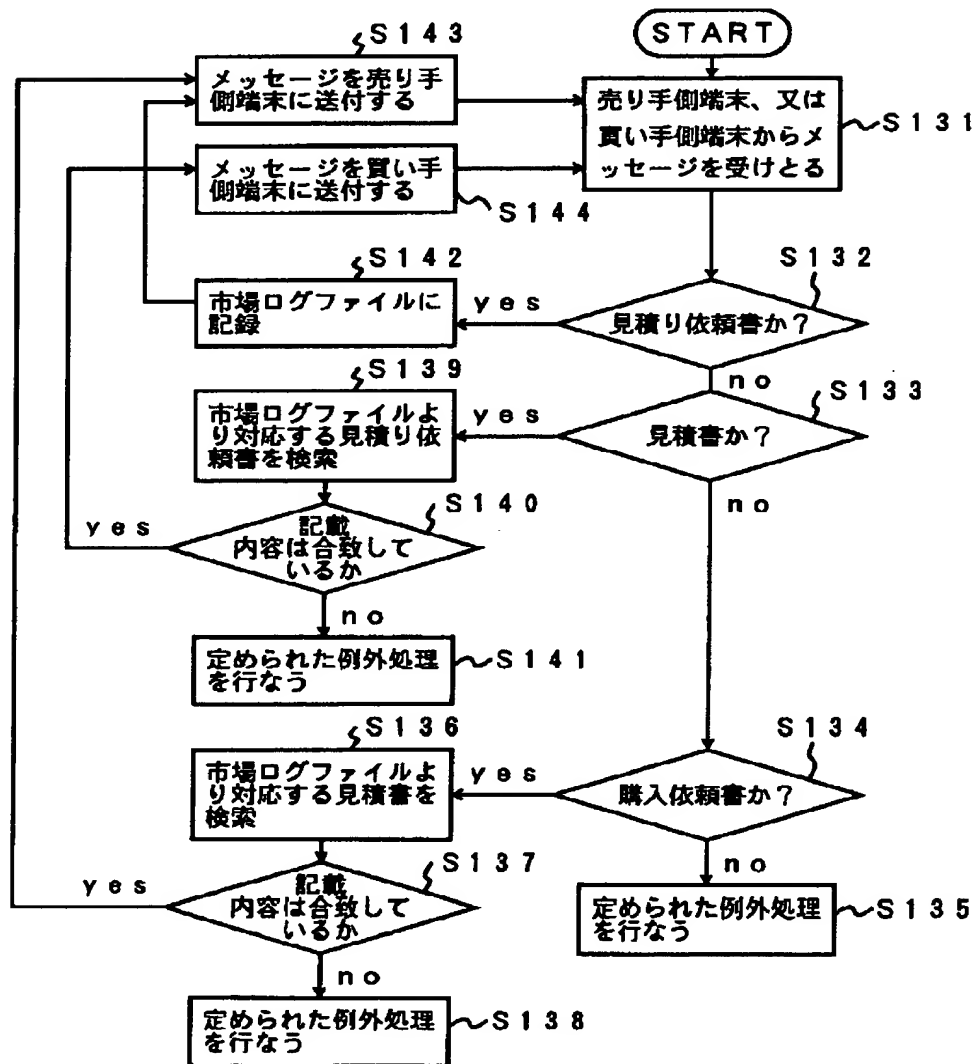 S143
START
メッセージを売り手
側端末に送付する
売り手側端末、又は
買い手側端末からメ
ッセージを受けとる
S131
メッセージを買い手
側端末に送付する
S144
S142
S132
市場ログファイルに
記録
yes
見積り依頼書か?
no
S139
S133
市場ログファイルよ
り対応する見積り依
頼書を検索
yes
見積書か?
no
S140
yes
記載
内容は合致して
いるか
no
定められた例外処理
を行なう
S141
S136
S134
市場ログファイルよ
り対応する見積書を
検索
yes
購入依頼書か?
no
S137
yes
記載
内容は合致して
いるか
定められた例外処理
を行なう
S135
no
定められた例外処理
を行なう
S138